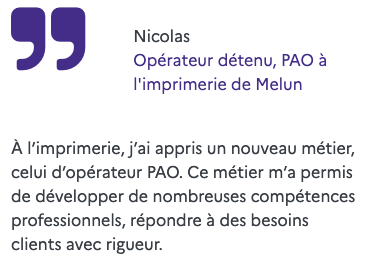 Nicolas
Opérateur détenu, PAO à
l'imprimerie de Melun
À l’imprimerie, j’ai appris un nouveau métier,
celui d’opérateur PAO. Ce métier m’a permis
de développer de nombreuses compétences
professionnels, répondre à des besoins
clients avec rigueur.